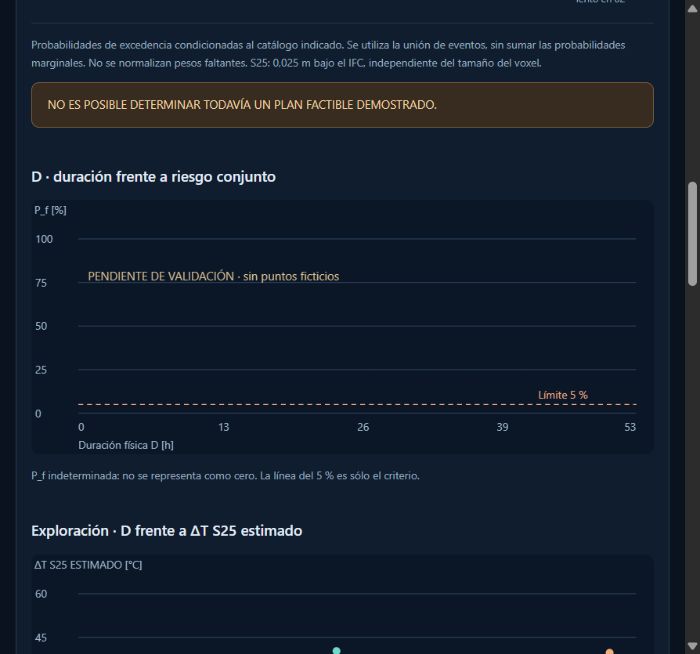 Probabilidades de excedencia condicionadas al catálogo indicado. Se utiliza la unión de eventos, sin sumar las probabilidades
marginales. No se normalizan pesos faltantes. S25: 0.025 m bajo el IFC, independiente del tamaño del voxel.
NO ES POSIBLE DETERMINAR TODAVÍA UN PLAN FACTIBLE DEMOSTRADO.
D · duración frente a riesgo conjunto
P_f [%]
100
PENDIENTE DE VALIDACIÓN · sin puntos ficticios
75
50
25
Límite 5 %
0
0 13 26 39 53
Duración física D [h]
P_f indeterminada: no se representa como cero. La línea del 5 % es sólo el criterio.
Exploración · D frente a ΔT S25 estimado
ΔT S25 ESTIMADO [°C]
60
45